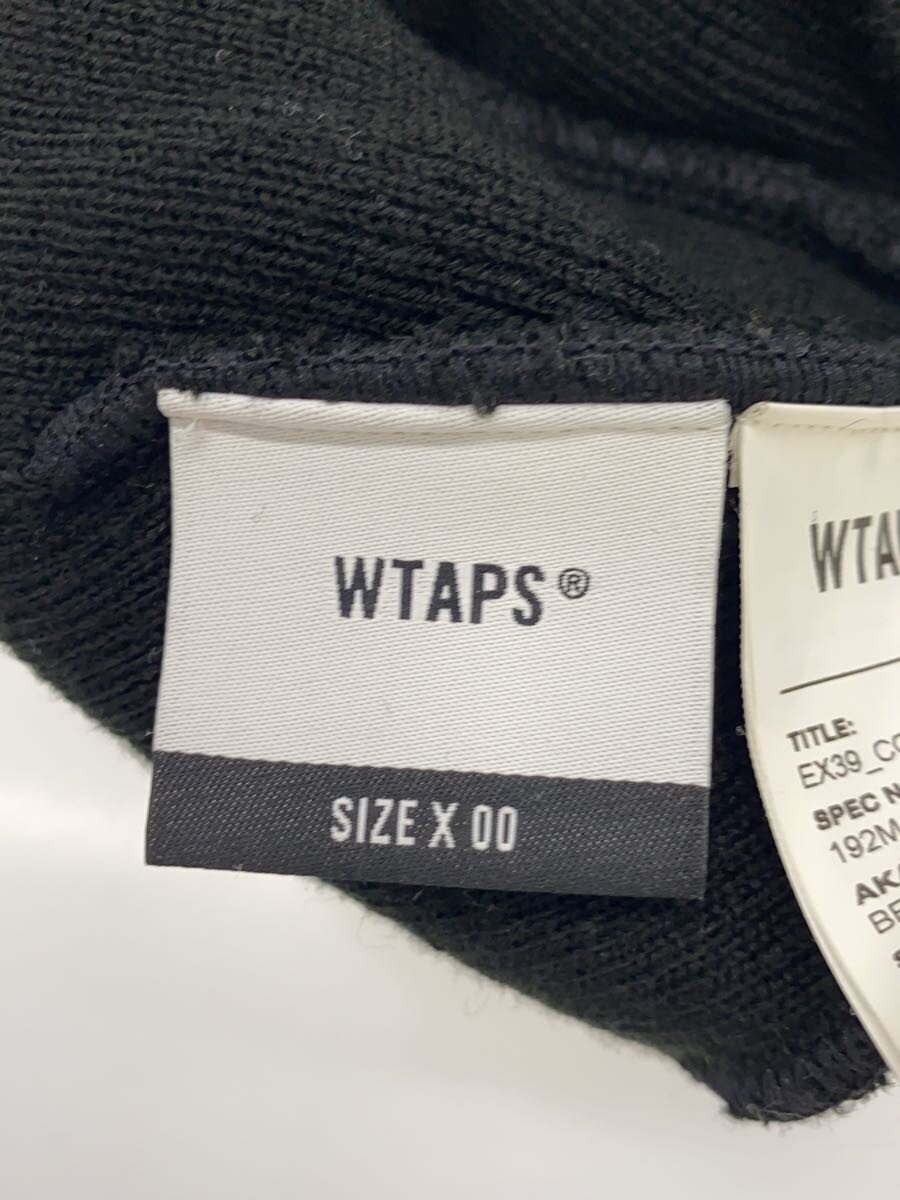 WTAPS®
SIZE X 00
WTA
TITLE:
EX39_CO
SPEC N
192M
AKA
BE
S